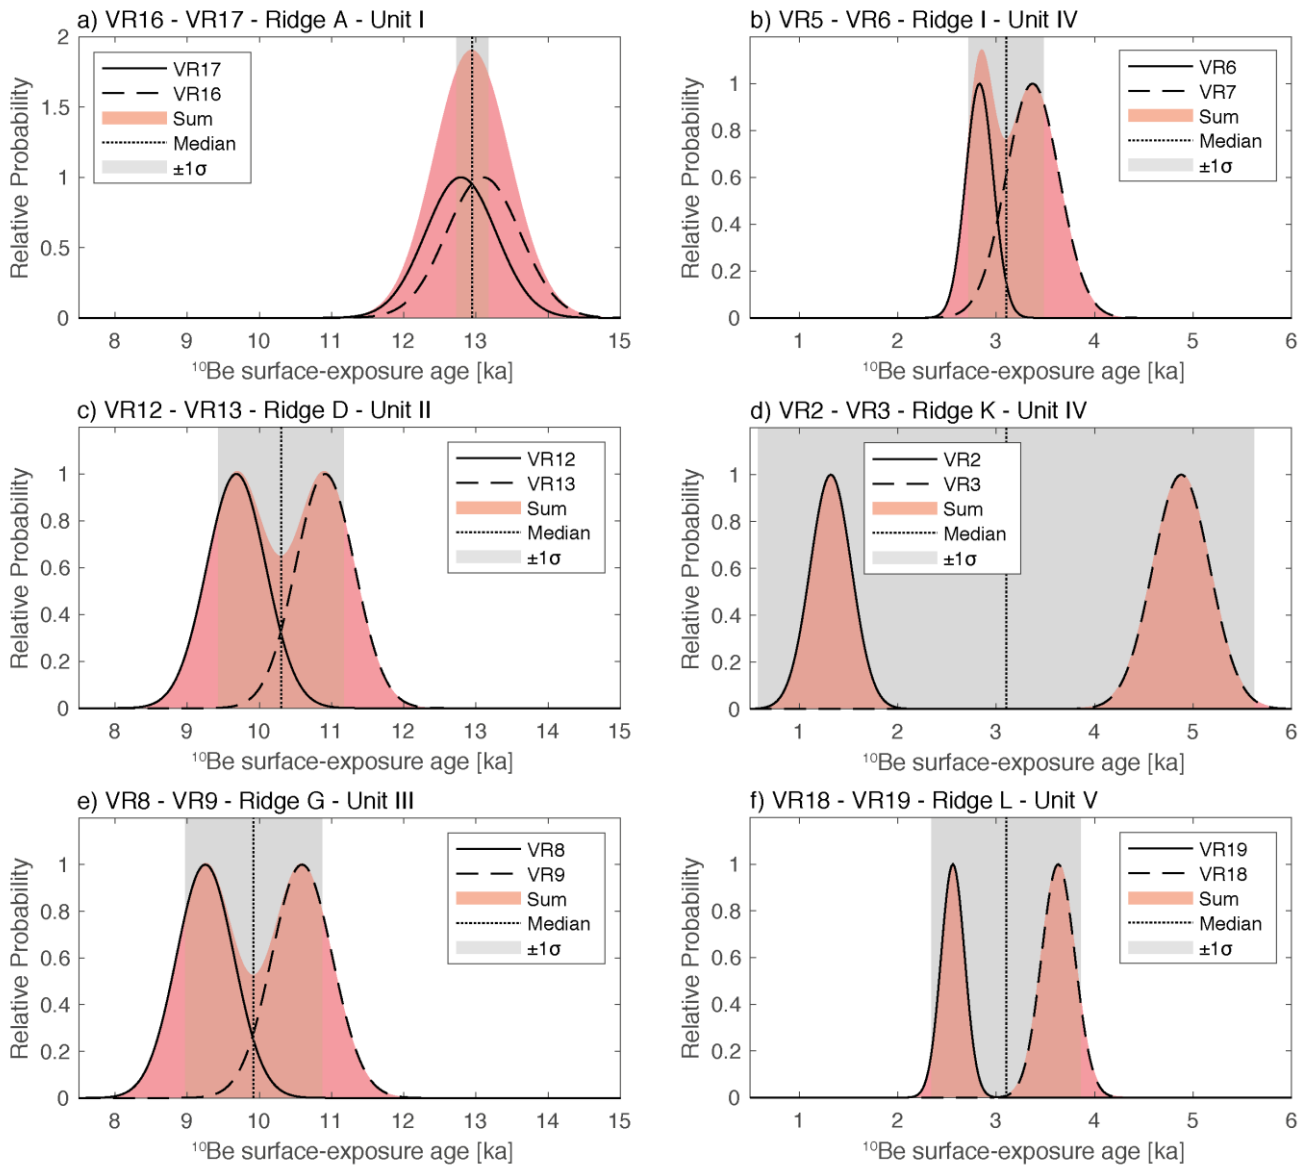 a) VR16 - VR17 - Ridge A - Unit I
2
1.5
1
0.5
0
Relative Probability
VR17
VR16
Sum
Median
±1σ
8 9 10 11 12 13 14 15
¹⁰Be surface-exposure age [ka]
b) VR5 - VR6 - Ridge I - Unit IV
1
0.8
0.6
0.4
0.2
0
Relative Probability
VR6
VR7
Sum
Median
±1σ
1 2 3 4 5 6
¹⁰Be surface-exposure age [ka]
c) VR12 - VR13 - Ridge D - Unit II
1
0.8
0.6
0.4
0.2
0
Relative Probability
VR12
VR13
Sum
Median
±1σ
8 9 10 11 12 13 14 15
¹⁰Be surface-exposure age [ka]
d) VR2 - VR3 - Ridge K - Unit IV
1
0.8
0.6
0.4
0.2
0
Relative Probability
VR2
VR3
Sum
Median
±1σ
1 2 3 4 5 6
¹⁰Be surface-exposure age [ka]
e) VR8 - VR9 - Ridge G - Unit III
1
0.8
0.6
0.4
0.2
0
Relative Probability
VR8
VR9
Sum
Median
±1σ
8 9 10 11 12 13 14 15
¹⁰Be surface-exposure age [ka]
f) VR18 - VR19 - Ridge L - Unit V
1
0.8
0.6
0.4
0.2
0
Relative Probability
VR19
VR18
Sum
Median
±1σ
1 2 3 4 5 6
¹⁰Be surface-exposure age [ka]